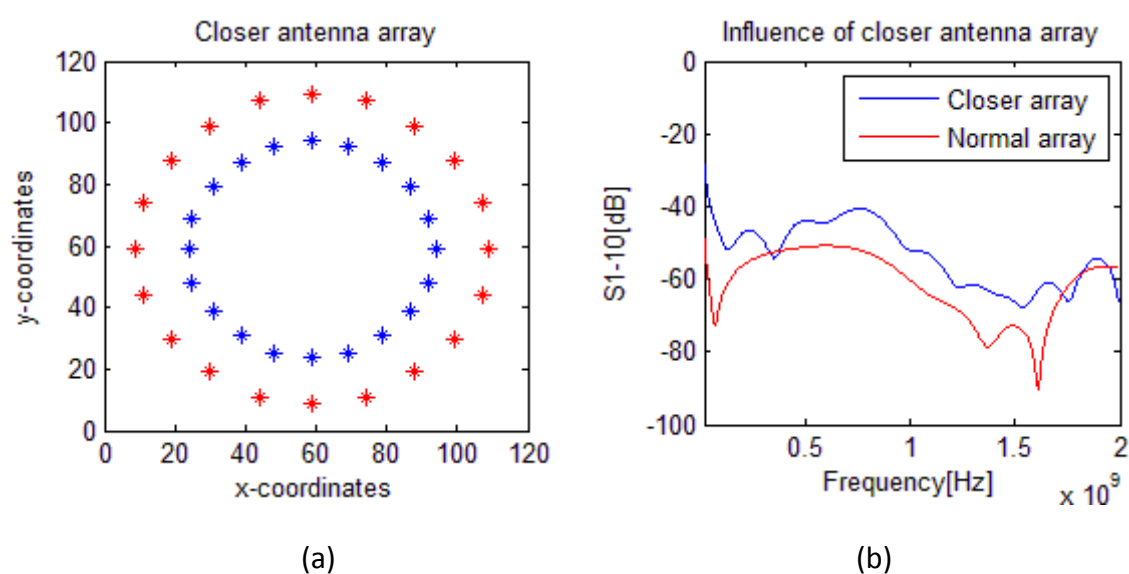 Closer antenna array
120
100
80
60
40
20
0
0 20 40 60 80 100 120
y-coordinates
x-coordinates
(a)
Influence of closer antenna array
0
-20
-40
-60
-80
-100
0.5 1 1.5 2
S1-10[dB]
Frequency[Hz]
x 10^9
Closer array
Normal array
(b)